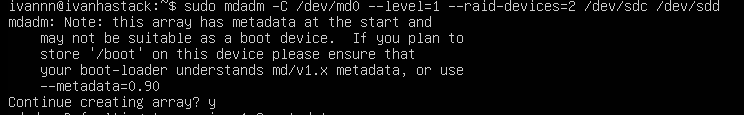 ivannn@ivanhastack:~$ sudo mdadm -C /dev/md0 --level=1 --raid-devices=2 /dev/sdc /dev/sdd
mdadm: Note: this array has metadata at the start and
    may not be suitable as a boot device.  If you plan to
    store '/boot' on this device please ensure that
    your boot-loader understands md/v1.x metadata, or use
    --metadata=0.90
Continue creating array? y